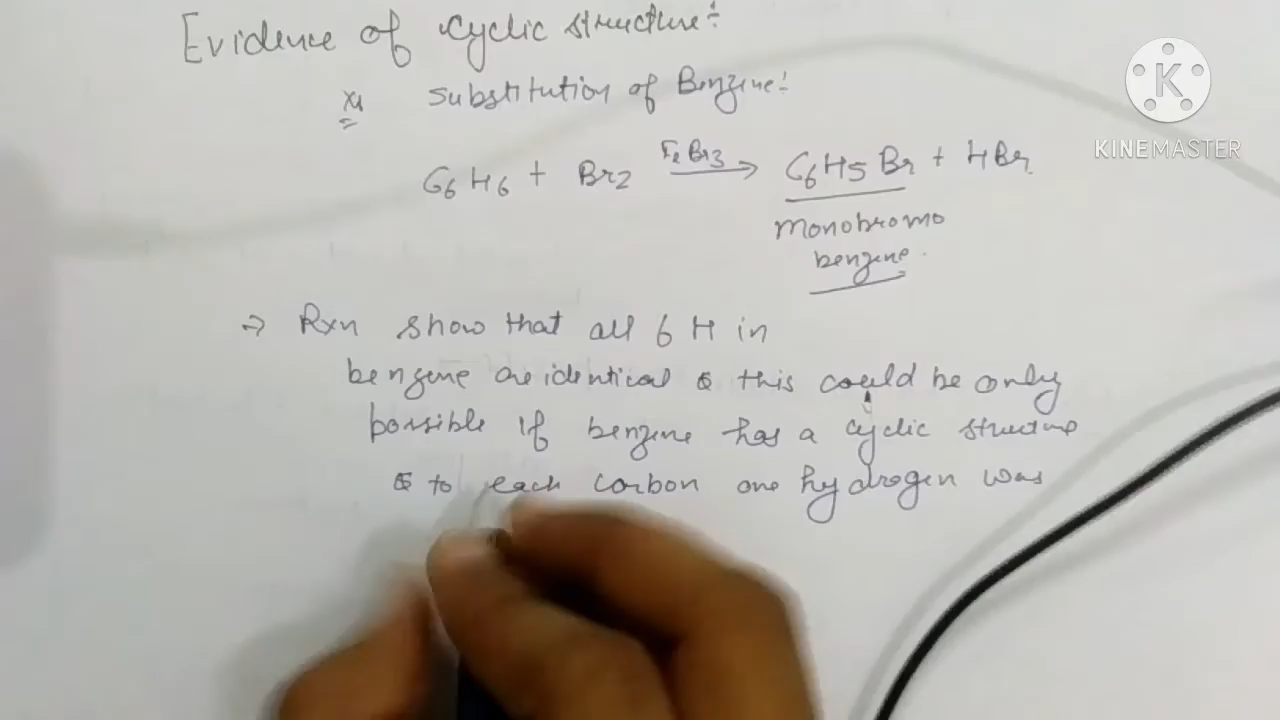 Evidence of cyclic structure:-
substitution of Benzene:-
C6H6 + Br2 FeBr3 → C6H5Br + HBr
monobromo
benzene
⇒ Rxn show that all 6 H in
benzene are identical & this could be only
possible if benzene has a cyclic structure
& to each carbon one hydrogen was
K
KINEMASTER